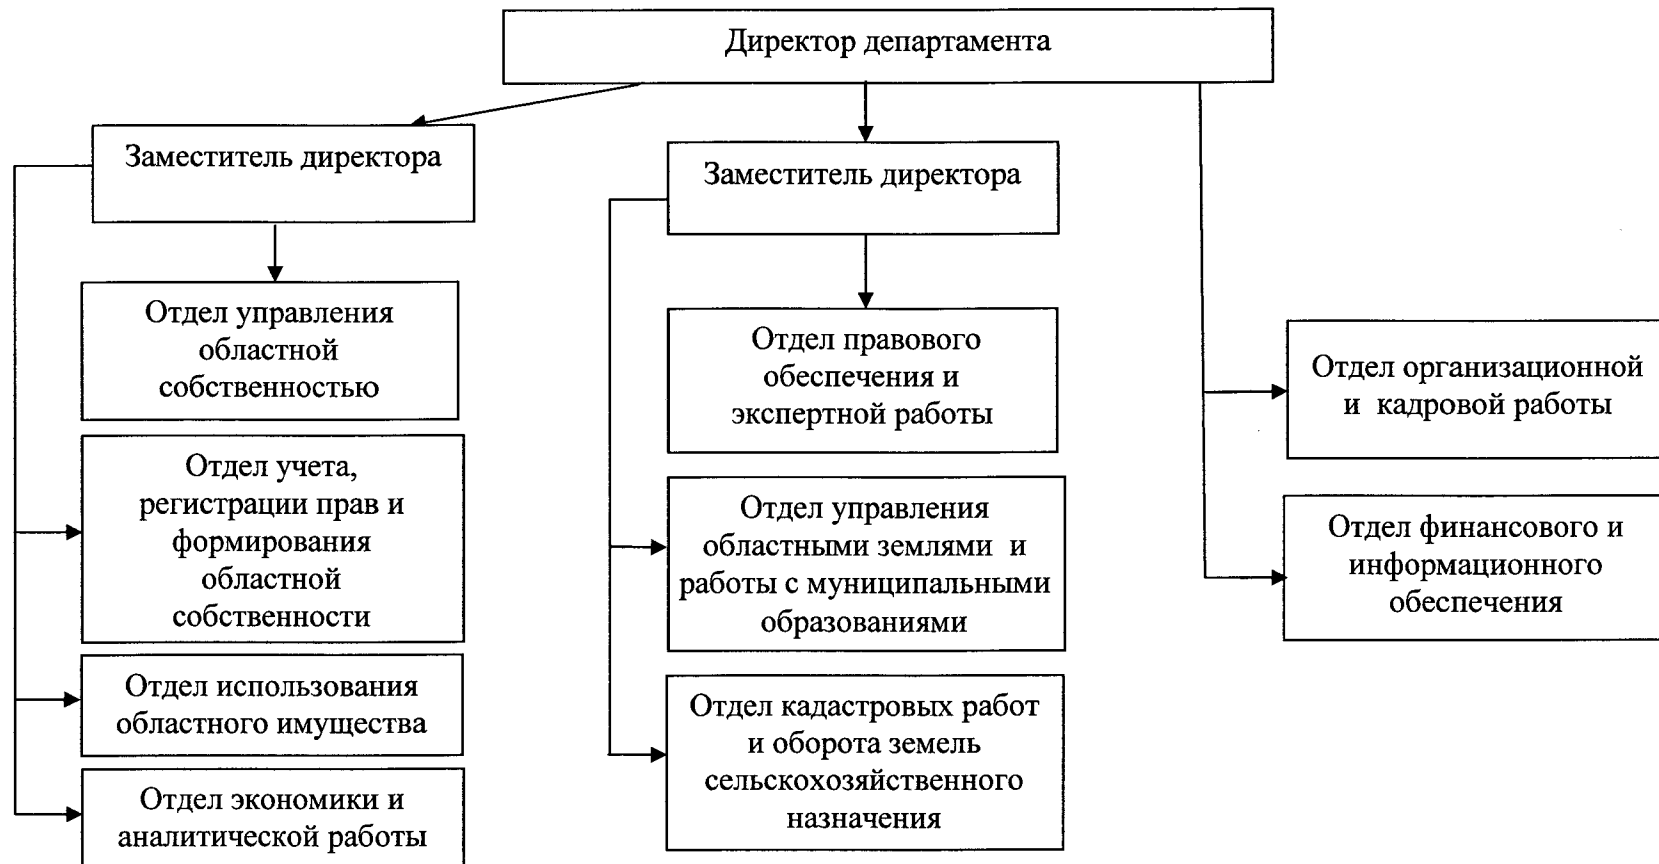 Директор департамента
Заместитель директора
Заместитель директора
Отдел управления
областной
собственностью
Отдел учета,
регистрации прав и
формирования
областной
собственности
Отдел использования
областного имущества
Отдел экономики и
аналитической работы
Отдел правового
обеспечения и
экспертной работы
Отдел управления
областными землями и
работы с муниципальными
образованиями
Отдел кадастровых работ
и оборота земель
сельскохозяйственного
назначения
Отдел организационной
и кадровой работы
Отдел финансового и
информационного
обеспечения